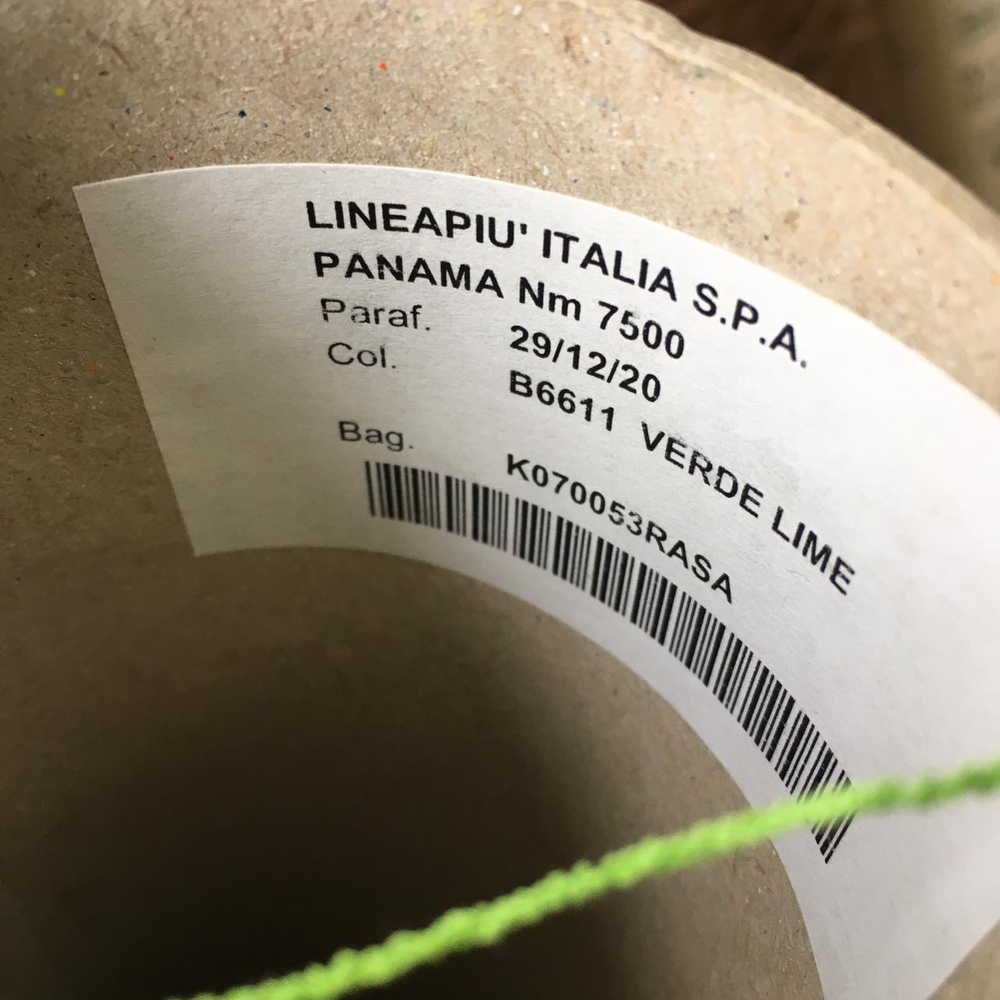 LINEAPIU' ITALIA S.P.A.
PANAMA Nm 7500
Paraf. 29/12/20
Col. B6611 VERDE LIME
Bag. K070053RASA